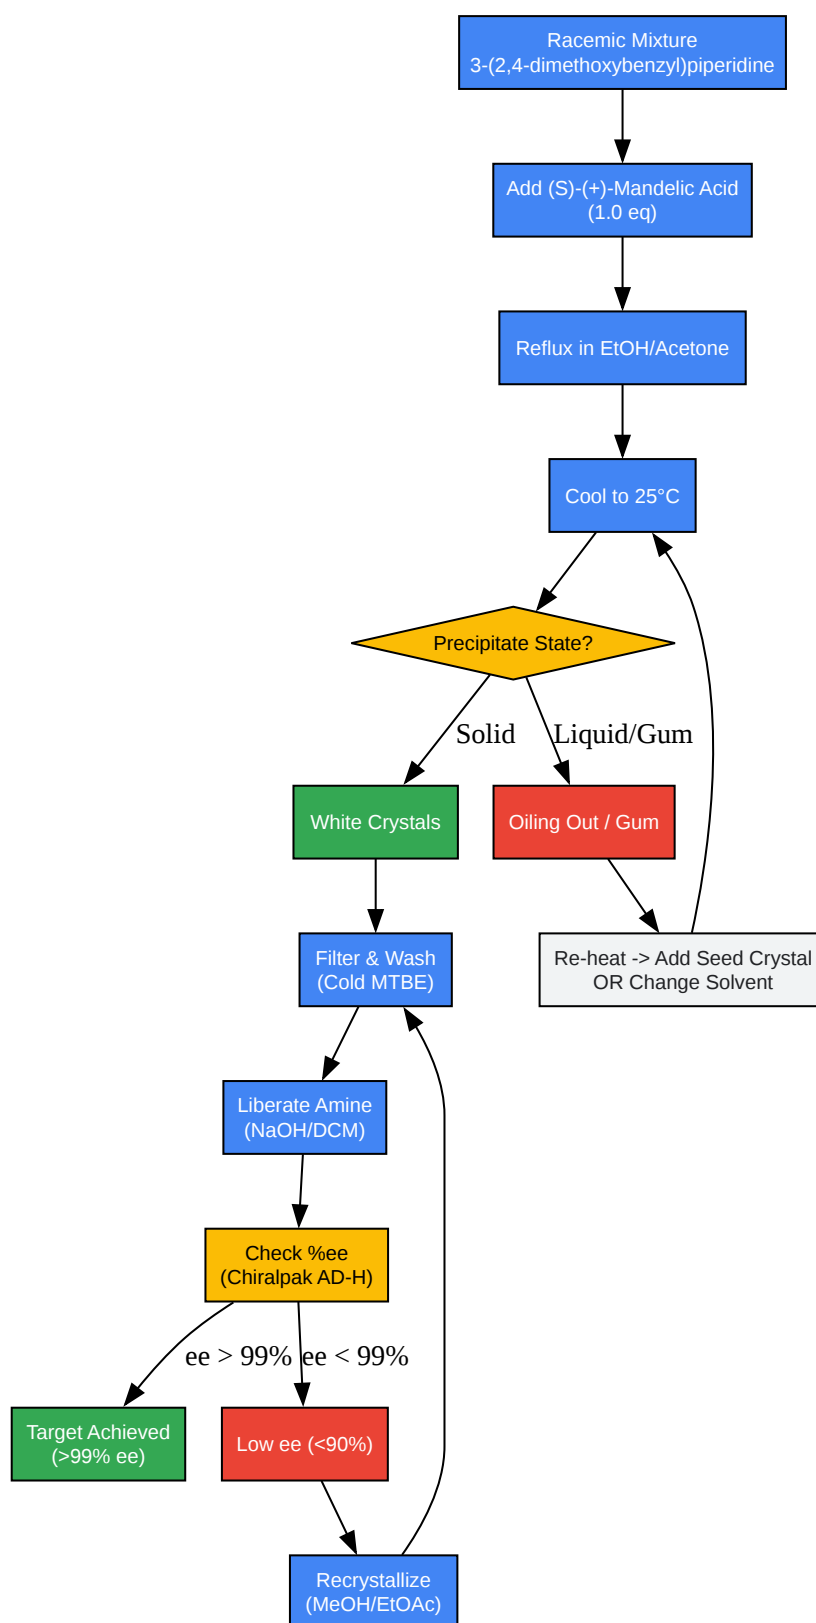 Racemic Mixture
3-(2,4-dimethoxybenzyl)piperidine
Add (S)-(+)-Mandelic Acid
(1.0 eq)
Reflux in EtOH/Acetone
Cool to 25°C
Precipitate State?
Solid
Liquid/Gum
White Crystals
Oiling Out / Gum
Filter & Wash
(Cold MTBE)
Re-heat -> Add Seed Crystal
OR Change Solvent
Liberate Amine
(NaOH/DCM)
Check %ee
(Chiralpak AD-H)
ee > 99%
ee < 99%
Target Achieved
(>99% ee)
Low ee (<90%)
Recrystallize
(MeOH/EtOAc)